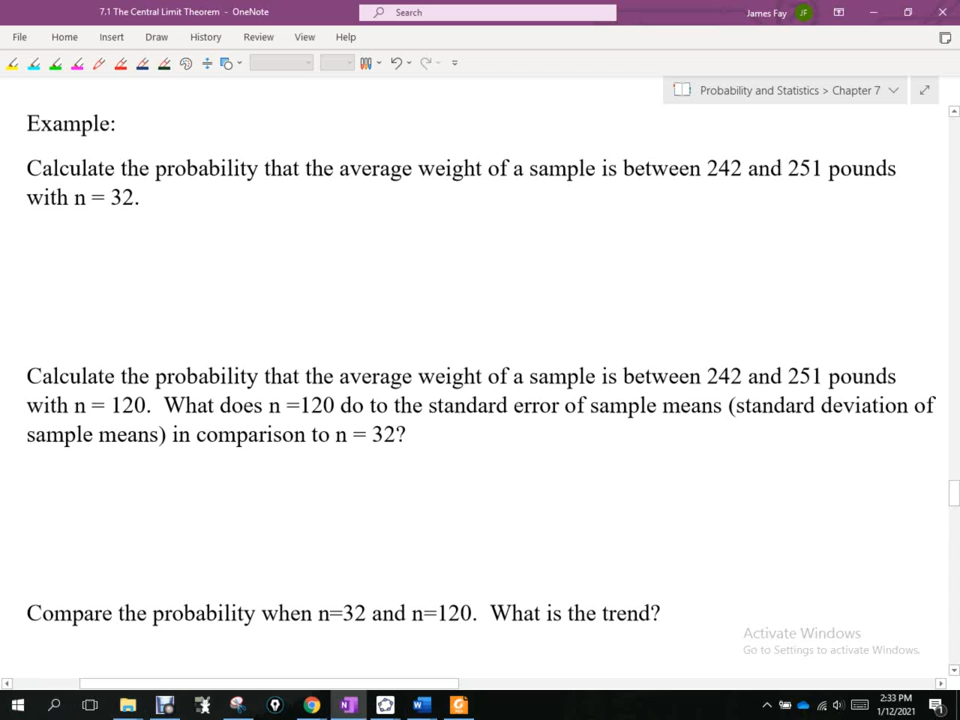 7.1 The Central Limit Theorem - OneNote
Search
James Fay
JF
File Home Insert Draw History Review View Help
Probability and Statistics > Chapter 7
Example:
Calculate the probability that the average weight of a sample is between 242 and 251 pounds
with n = 32.
Calculate the probability that the average weight of a sample is between 242 and 251 pounds
with n = 120. What does n =120 do to the standard error of sample means (standard deviation of
sample means) in comparison to n = 32?
Compare the probability when n=32 and n=120. What is the trend?
Activate Windows
Go to Settings to activate Windows.
2:33 PM
1/12/2021
1